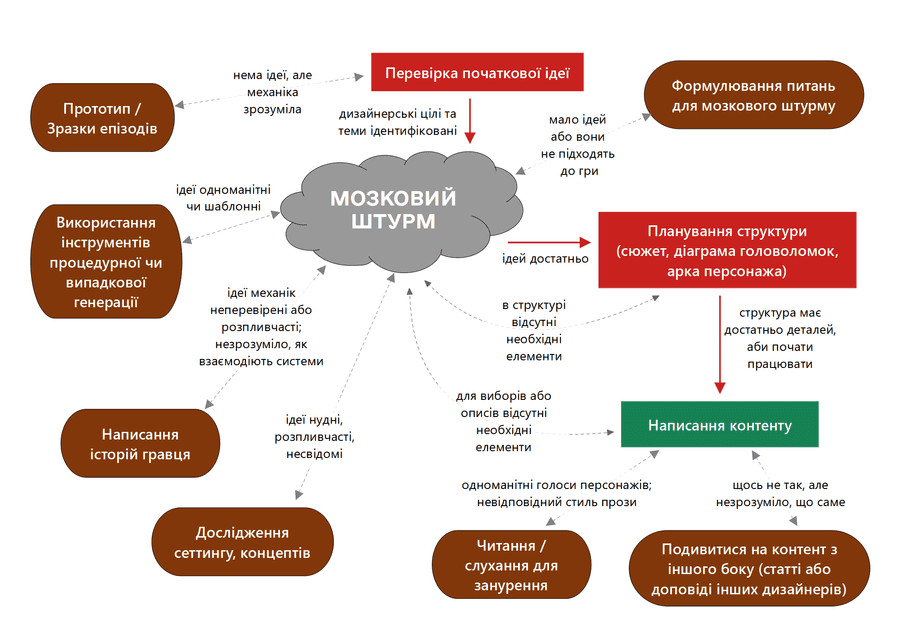 Перевірка початкової ідеї
нема ідеї, але
механіка
зрозуміла
Прототип /
Зразки епізодів
дизайнерські цілі та
теми ідентифіковані
Формулювання питань
для мозкового штурму
мало ідей
або вони
не підходять
до гри
МОЗКОВИЙ
ШТУРМ
ідеї одноманітні
чи шаблонні
Використання
інструментів
процедурної чи
випадкової
генерації
ідей достатньо
Планування структури
(сюжет, діаграма головоломок,
арка персонажа)
ідеї механік
неперевірені або
розпливчасті;
незрозуміло, як
взаємодіють системи
в структурі
відсутні
необхідні
елементи
структура має
достатньо деталей,
аби почати
працювати
Написання
історій гравця
ідеї нудні,
розпливчасті,
несвідомі
для виборів або
описів відсутні
необхідні
елементи
Написання контенту
Дослідження
сеттингу, концептів
одноманітні голоси персонажів;
невідповідний стиль прози
щось не так, але
незрозуміло, що саме
Читання /
слухання для
занурення
Подивитися на контент з
іншого боку (статті або
доповіді інших дизайнерів)